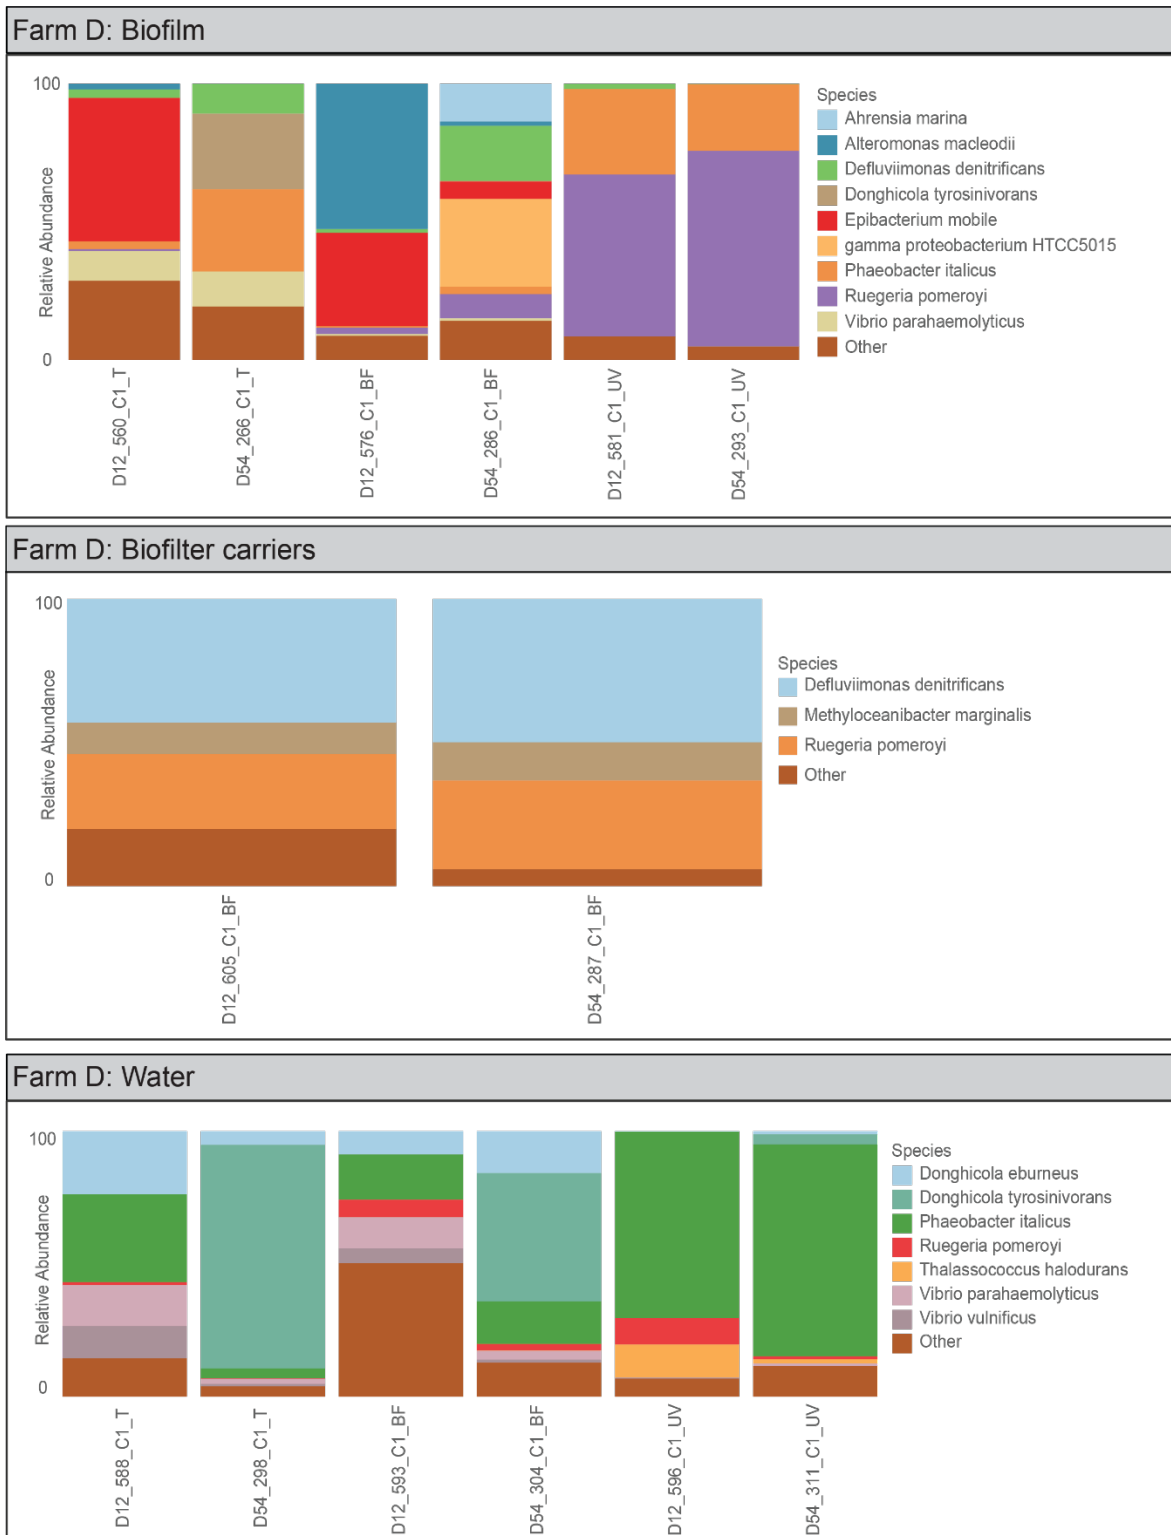 Farm D: Biofilm
100
Relative Abundance
0
D12_560_C1_T
D54_266_C1_T
D12_576_C1_BF
D54_286_C1_BF
D12_581_C1_UV
D54_293_C1_UV
Species
Ahrensia marina
Alteromonas macleodii
Defluviimonas denitrificans
Donghicola tyrosinivorans
Epibacterium mobile
gamma proteobacterium HTCC5015
Phaeobacter italicus
Ruegeria pomeroyi
Vibrio parahaemolyticus
Other
Farm D: Biofilter carriers
100
Relative Abundance
0
D12_605_C1_BF
D54_287_C1_BF
Species
Defluviimonas denitrificans
Methyloceanibacter marginalis
Ruegeria pomeroyi
Other
Farm D: Water
100
Relative Abundance
0
D12_588_C1_T
D54_298_C1_T
D12_593_C1_BF
D54_304_C1_BF
D12_596_C1_UV
D54_311_C1_UV
Species
Donghicola eburneus
Donghicola tyrosinivorans
Phaeobacter italicus
Ruegeria pomeroyi
Thalassococcus halodurans
Vibrio parahaemolyticus
Vibrio vulnificus
Other